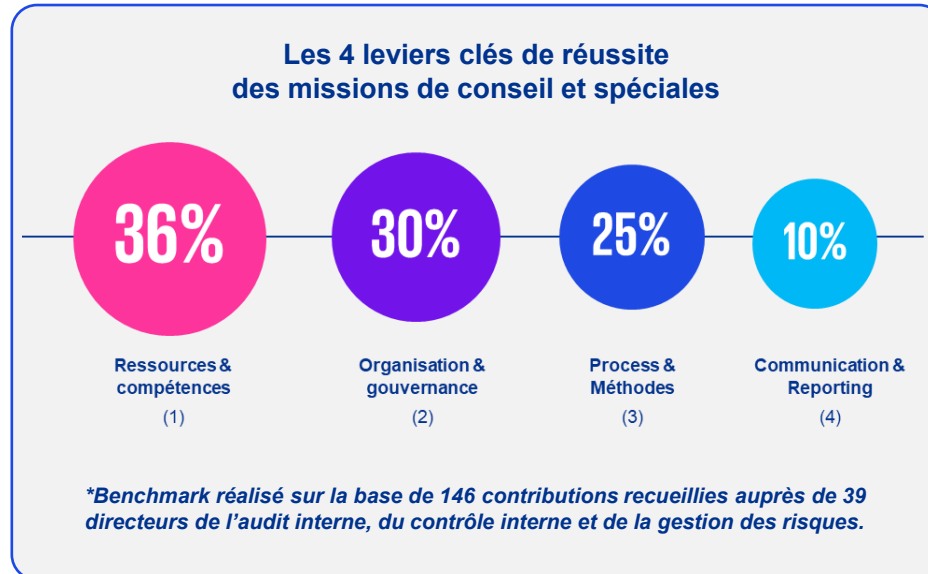 Les 4 leviers clés de réussite
des missions de conseil et spéciales
36%
30%
25%
10%
Ressources &
compétences
(1)
Organisation &
gouvernance
(2)
Process &
Méthodes
(3)
Communication &
Reporting
(4)
*Benchmark réalisé sur la base de 146 contributions recueillies auprès de 39
directeurs de l’audit interne, du contrôle interne et de la gestion des risques.